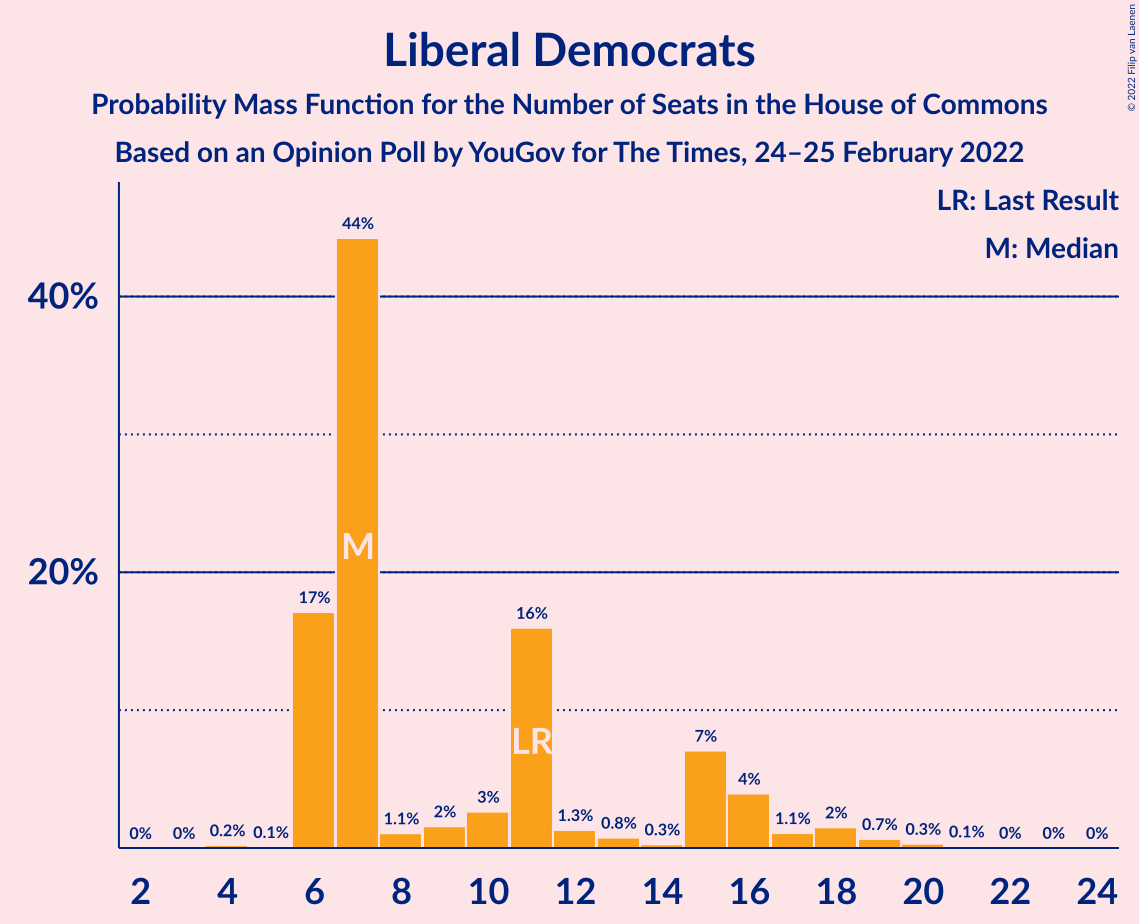 Liberal Democrats
Probability Mass Function for the Number of Seats in the House of Commons
Based on an Opinion Poll by YouGov for The Times, 24–25 February 2022
© 2022 Filip van Laenen
LR: Last Result
M: Median
40%
20%
0%
0%
0.2%
0.1%
17%
44%
1.1%
2%
3%
16%
1.3%
0.8%
0.3%
7%
4%
1.1%
2%
0.7%
0.3%
0.1%
0%
0%
0%
M
LR
2 4 6 8 10 12 14 16 18 20 22 24